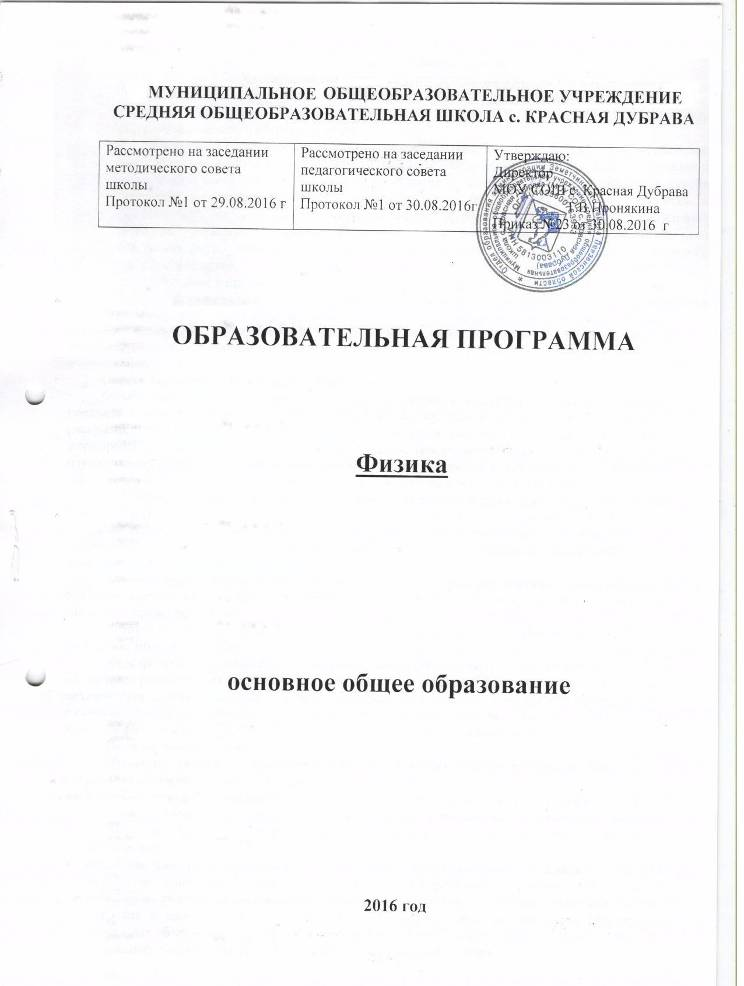 МУНИЦИПАЛЬНОЕ ОБЩЕОБРАЗОВАТЕЛЬНОЕ УЧРЕЖДЕНИЕ
СРЕДНЯЯ ОБЩЕОБРАЗОВАТЕЛЬНАЯ ШКОЛА с. КРАСНАЯ ДУБРАВА
Рассмотрено на заседании
методического совета
школы
Протокол №1 от 29.08.2016 г
Рассмотрено на заседании
педагогического совета
школы
Протокол №1 от 30.08.2016г
Утверждаю:
Директор
МОУ СОШ с. Красная Дубрава
Т.В.Пронякина
Приказ №23 от 30.08.2016 г
ИНН 5813003110
ОБРАЗОВАТЕЛЬНАЯ ПРОГРАММА
Физика
основное общее образование
2016 год